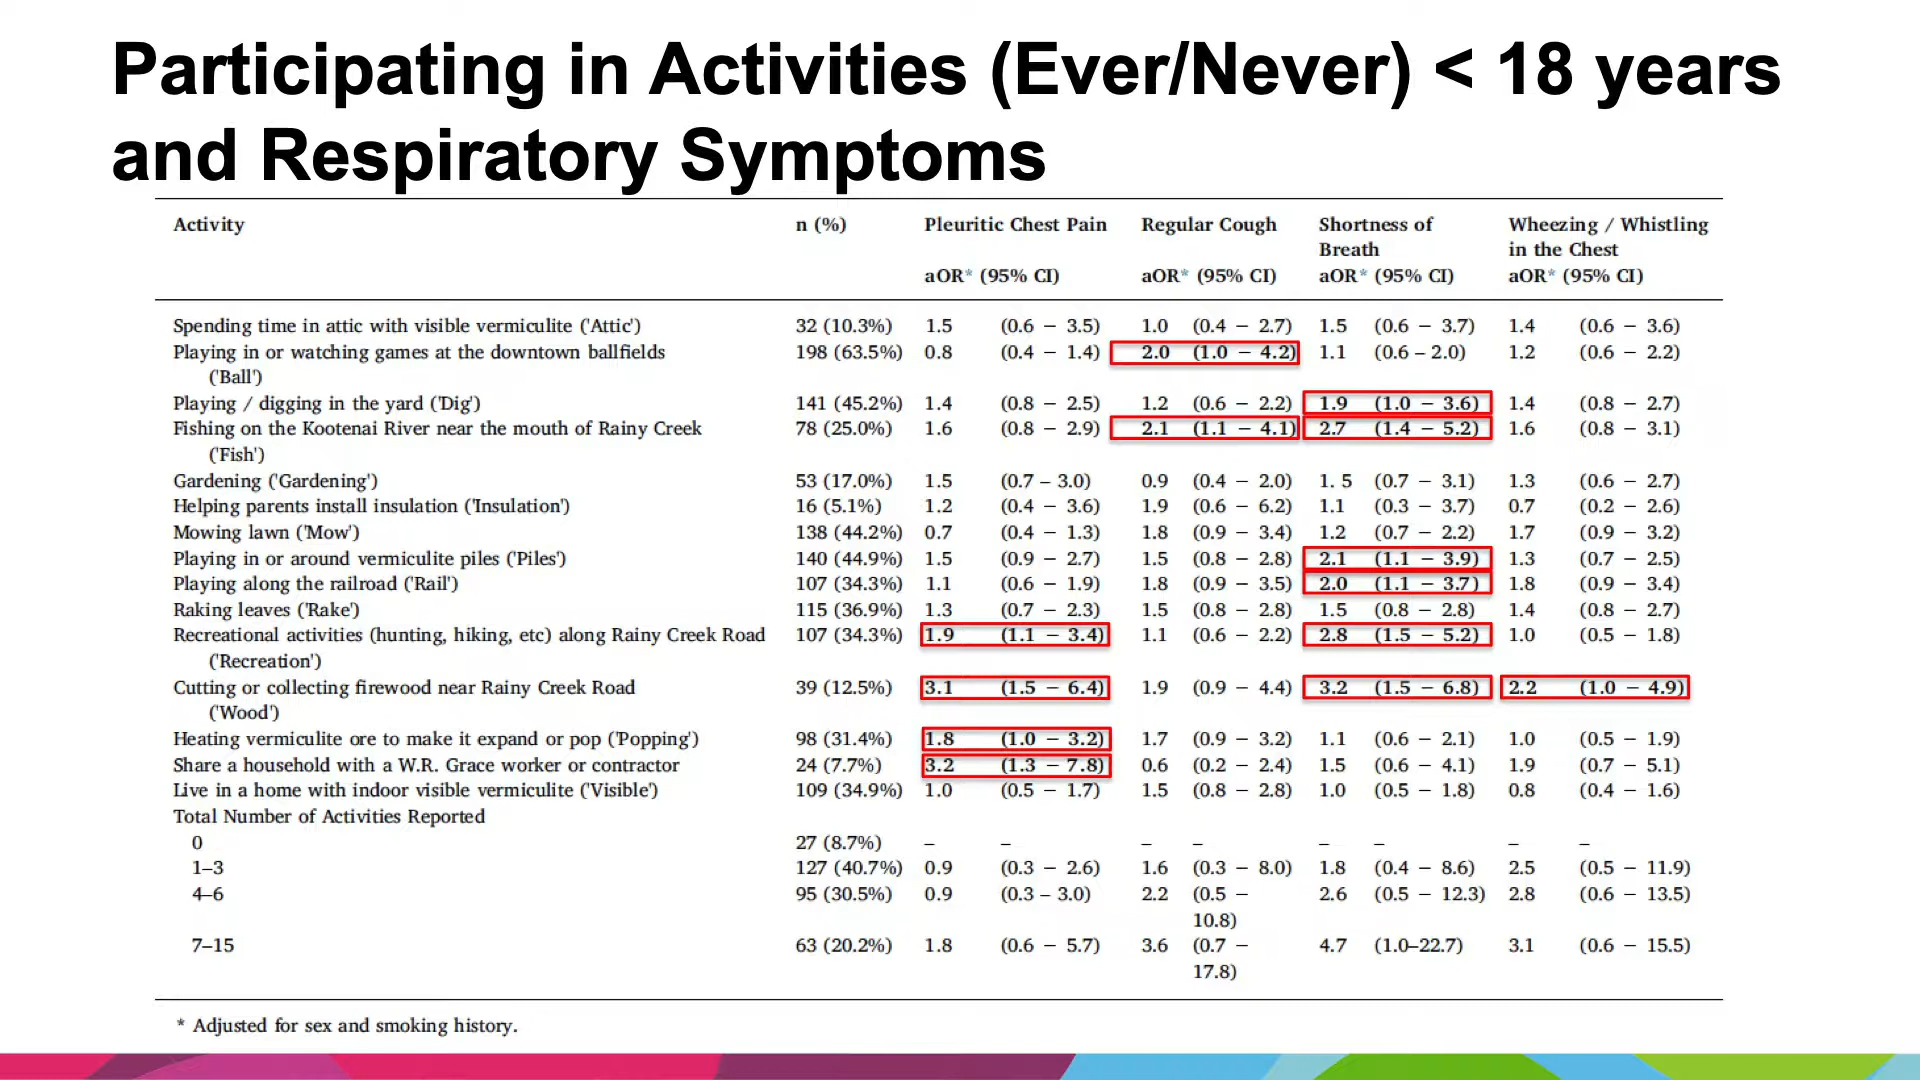 Participating in Activities (Ever/Never) < 18 years
and Respiratory Symptoms
Activity n (%) Pleuritic Chest Pain Regular Cough Shortness of Wheezing / Whistling
Breath in the Chest
aOR* (95% CI) aOR* (95% CI) aOR* (95% CI) aOR* (95% CI)
Spending time in attic with visible vermiculite ('Attic') 32 (10.3%) 1.5 (0.6 – 3.5) 1.0 (0.4 – 2.7) 1.5 (0.6 – 3.7) 1.4 (0.6 – 3.6)
Playing in or watching games at the downtown ballfields 198 (63.5%) 0.8 (0.4 – 1.4) 2.0 (1.0 – 4.2) 1.1 (0.6 – 2.0) 1.2 (0.6 – 2.2)
('Ball')
Playing / digging in the yard ('Dig') 141 (45.2%) 1.4 (0.8 – 2.5) 1.2 (0.6 – 2.2) 1.9 (1.0 – 3.6) 1.4 (0.8 – 2.7)
Fishing on the Kootenai River near the mouth of Rainy Creek 78 (25.0%) 1.6 (0.8 – 2.9) 2.1 (1.1 – 4.1) 2.7 (1.4 – 5.2) 1.6 (0.8 – 3.1)
('Fish')
Gardening ('Gardening') 53 (17.0%) 1.5 (0.7 – 3.0) 0.9 (0.4 – 2.0) 1. 5 (0.7 – 3.1) 1.3 (0.6 – 2.7)
Helping parents install insulation ('Insulation') 16 (5.1%) 1.2 (0.4 – 3.6) 1.9 (0.6 – 6.2) 1.1 (0.3 – 3.7) 0.7 (0.2 – 2.6)
Mowing lawn ('Mow') 138 (44.2%) 0.7 (0.4 – 1.3) 1.8 (0.9 – 3.4) 1.2 (0.7 – 2.2) 1.7 (0.9 – 3.2)
Playing in or around vermiculite piles ('Piles') 140 (44.9%) 1.5 (0.9 – 2.7) 1.5 (0.8 – 2.8) 2.1 (1.1 – 3.9) 1.3 (0.7 – 2.5)
Playing along the railroad ('Rail') 107 (34.3%) 1.1 (0.6 – 1.9) 1.8 (0.9 – 3.5) 2.0 (1.1 – 3.7) 1.8 (0.9 – 3.4)
Raking leaves ('Rake') 115 (36.9%) 1.3 (0.7 – 2.3) 1.5 (0.8 – 2.8) 1.5 (0.8 – 2.8) 1.4 (0.8 – 2.7)
Recreational activities (hunting, hiking, etc) along Rainy Creek Road 107 (34.3%) 1.9 (1.1 – 3.4) 1.1 (0.6 – 2.2) 2.8 (1.5 – 5.2) 1.0 (0.5 – 1.8)
('Recreation')
Cutting or collecting firewood near Rainy Creek Road 39 (12.5%) 3.1 (1.5 – 6.4) 1.9 (0.9 – 4.4) 3.2 (1.5 – 6.8) 2.2 (1.0 – 4.9)
('Wood')
Heating vermiculite ore to make it expand or pop ('Popping') 98 (31.4%) 1.8 (1.0 – 3.2) 1.7 (0.9 – 3.2) 1.1 (0.6 – 2.1) 1.0 (0.5 – 1.9)
Share a household with a W.R. Grace worker or contractor 24 (7.7%) 3.2 (1.3 – 7.8) 0.6 (0.2 – 2.4) 1.5 (0.6 – 4.1) 1.9 (0.7 – 5.1)
Live in a home with indoor visible vermiculite ('Visible') 109 (34.9%) 1.0 (0.5 – 1.7) 1.5 (0.8 – 2.8) 1.0 (0.5 – 1.8) 0.8 (0.4 – 1.6)
Total Number of Activities Reported
0 27 (8.7%) – – – – – – – –
1–3 127 (40.7%) 0.9 (0.3 – 2.6) 1.6 (0.3 – 8.0) 1.8 (0.4 – 8.6) 2.5 (0.5 – 11.9)
4–6 95 (30.5%) 0.9 (0.3 – 3.0) 2.2 (0.5 – 2.6 (0.5 – 12.3) 2.8 (0.6 – 13.5)
10.8)
7–15 63 (20.2%) 1.8 (0.6 – 5.7) 3.6 (0.7 – 4.7 (1.0–22.7) 3.1 (0.6 – 15.5)
17.8)
* Adjusted for sex and smoking history.